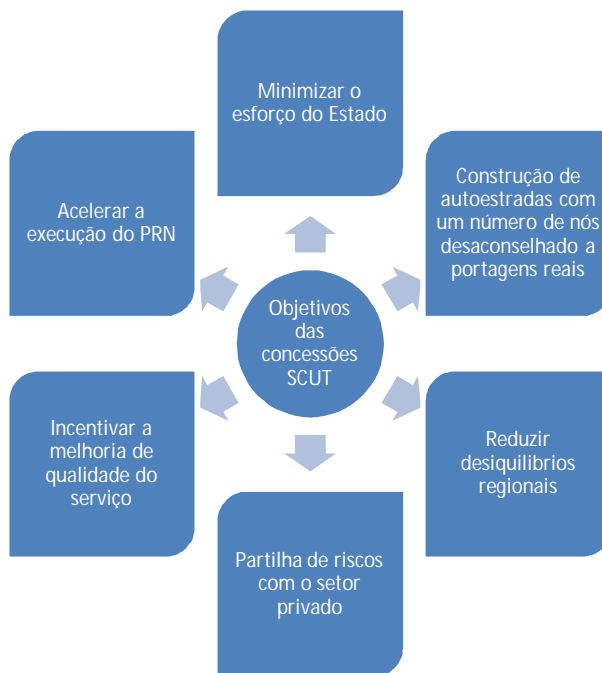 Minimizar o
esforço do Estado
Construção de
autoestradas com
um número de nós
desaconselhado a
portagens reais
Acelerar a
execução do PRN
Objetivos
das
concessões
SCUT
Incentivar a
melhoria de
qualidade do
serviço
Reduzir
desiquilibrios
regionais
Partilha de riscos
com o setor
privado